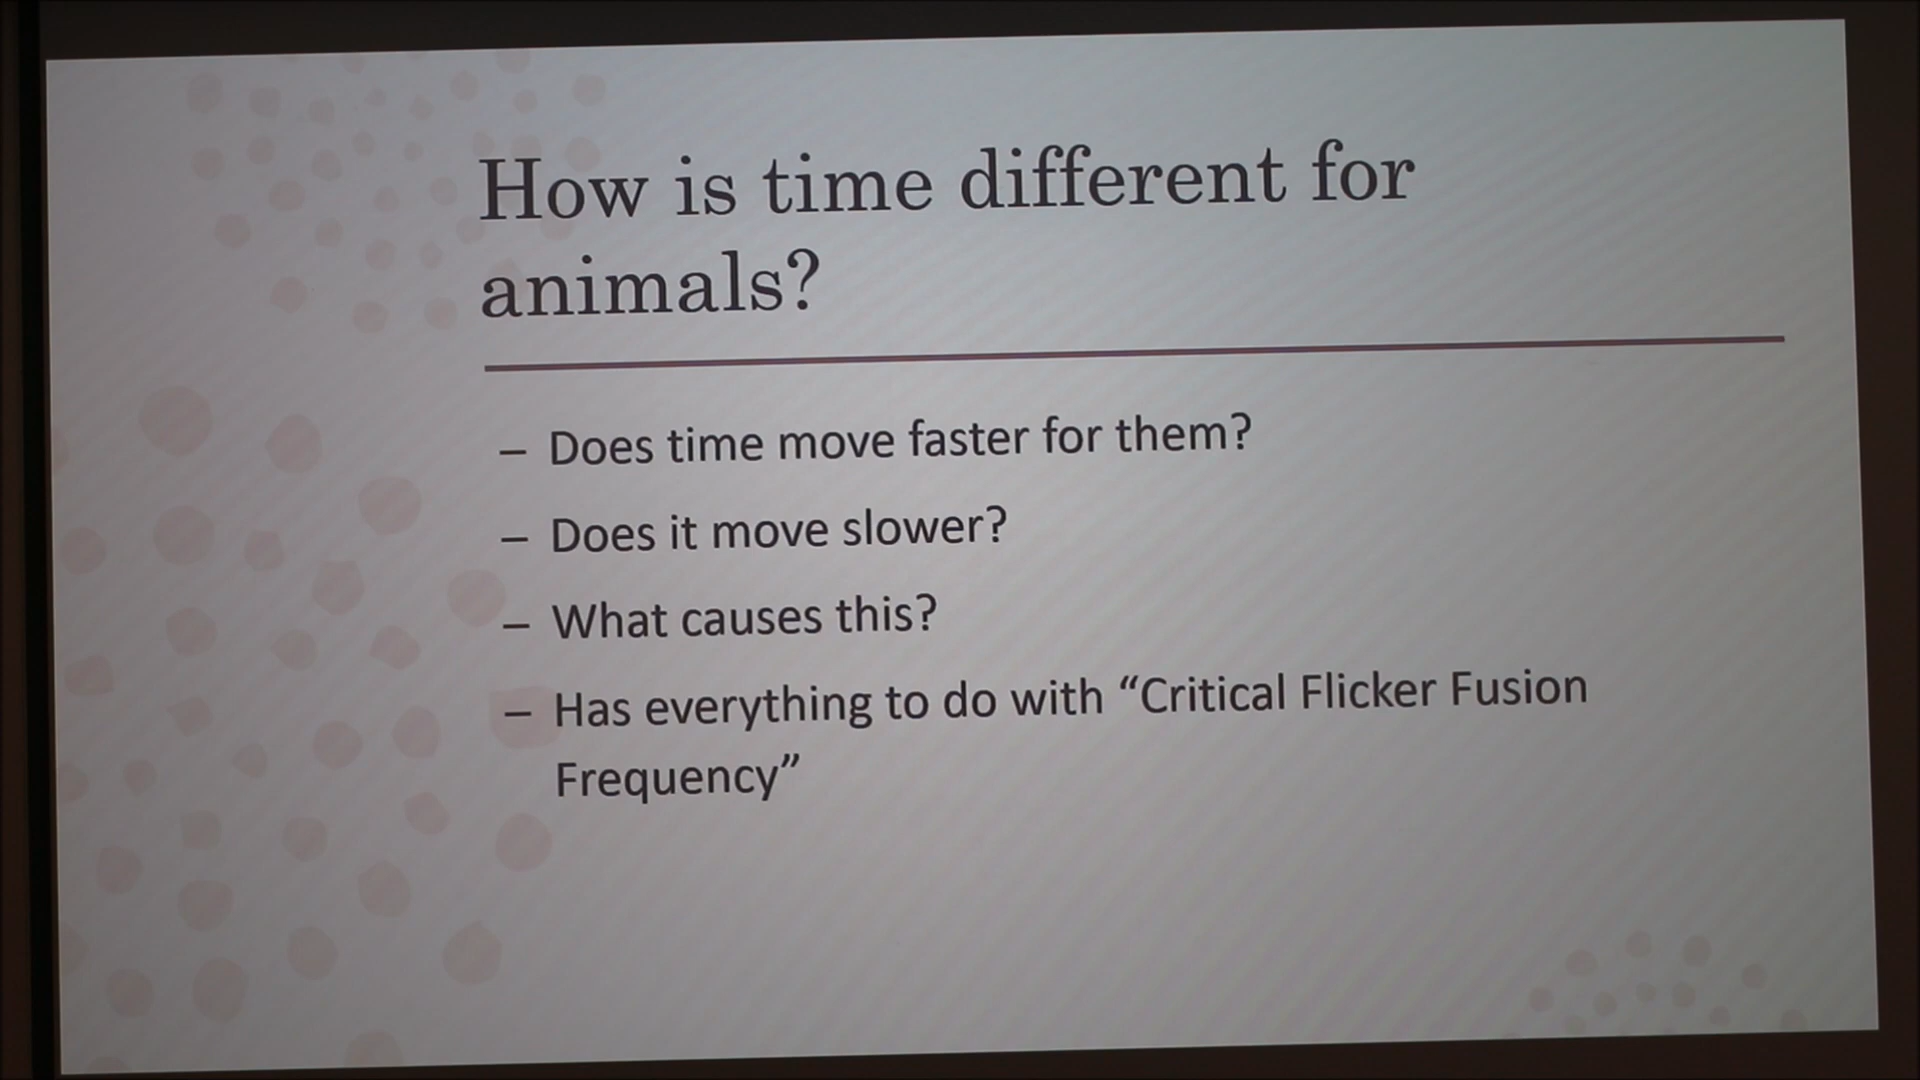 How is time different for
animals?
– Does time move faster for them?
– Does it move slower?
– What causes this?
– Has everything to do with “Critical Flicker Fusion
Frequency”